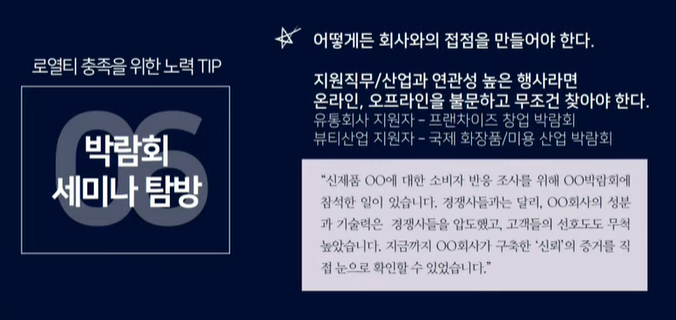 로열티 충족을 위한 노력 TIP
06
박람회
세미나 탐방
어떻게든 회사와의 접점을 만들어야 한다.
지원직무/산업과 연관성 높은 행사라면
온라인, 오프라인을 불문하고 무조건 찾아야 한다.
유통회사 지원자 – 프랜차이즈 창업 박람회
뷰티산업 지원자 – 국제 화장품/미용 산업 박람회
“신제품 OO에 대한 소비자 반응 조사를 위해 OO박람회에
참석한 일이 있습니다. 경쟁사들과는 달리, OO회사의 성분
과 기술력은 경쟁사들을 압도했고, 고객들의 선호도도 무척
높았습니다. 지금까지 OO회사가 구축한 ‘신뢰’의 증거를 직
접 눈으로 확인할 수 있었습니다.”